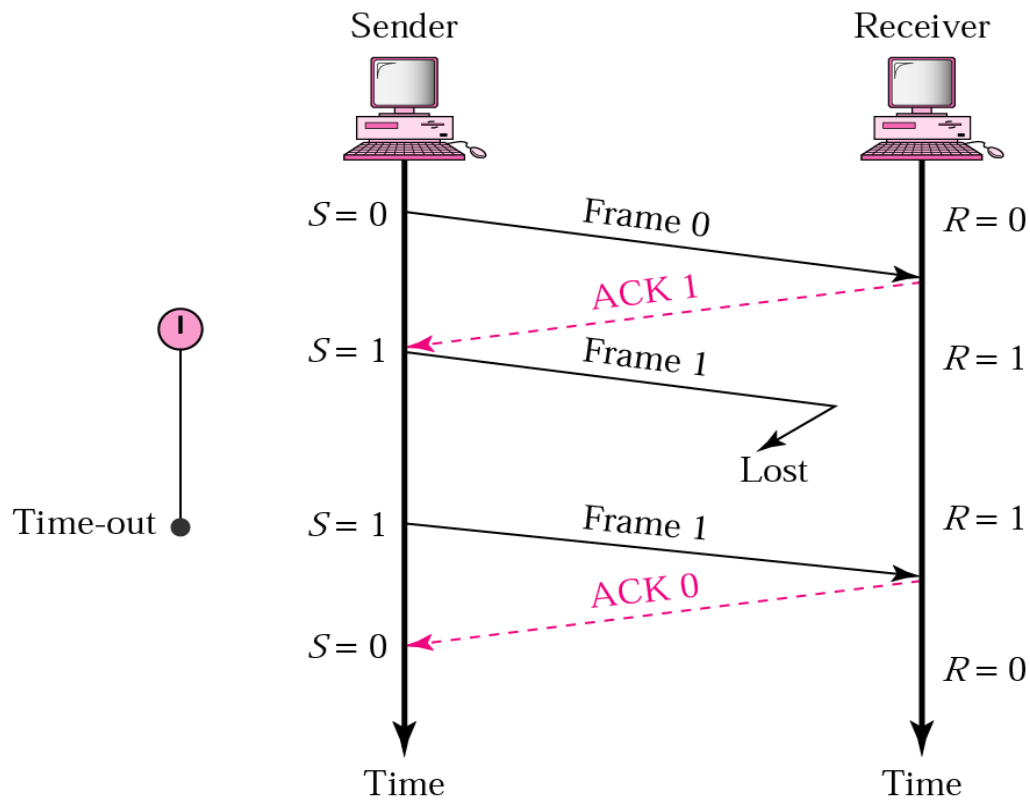 Sender
Receiver
S = 0
Frame 0
R = 0
ACK 1
S = 1
Frame 1
R = 1
Lost
Time-out
S = 1
Frame 1
R = 1
ACK 0
S = 0
R = 0
Time
Time